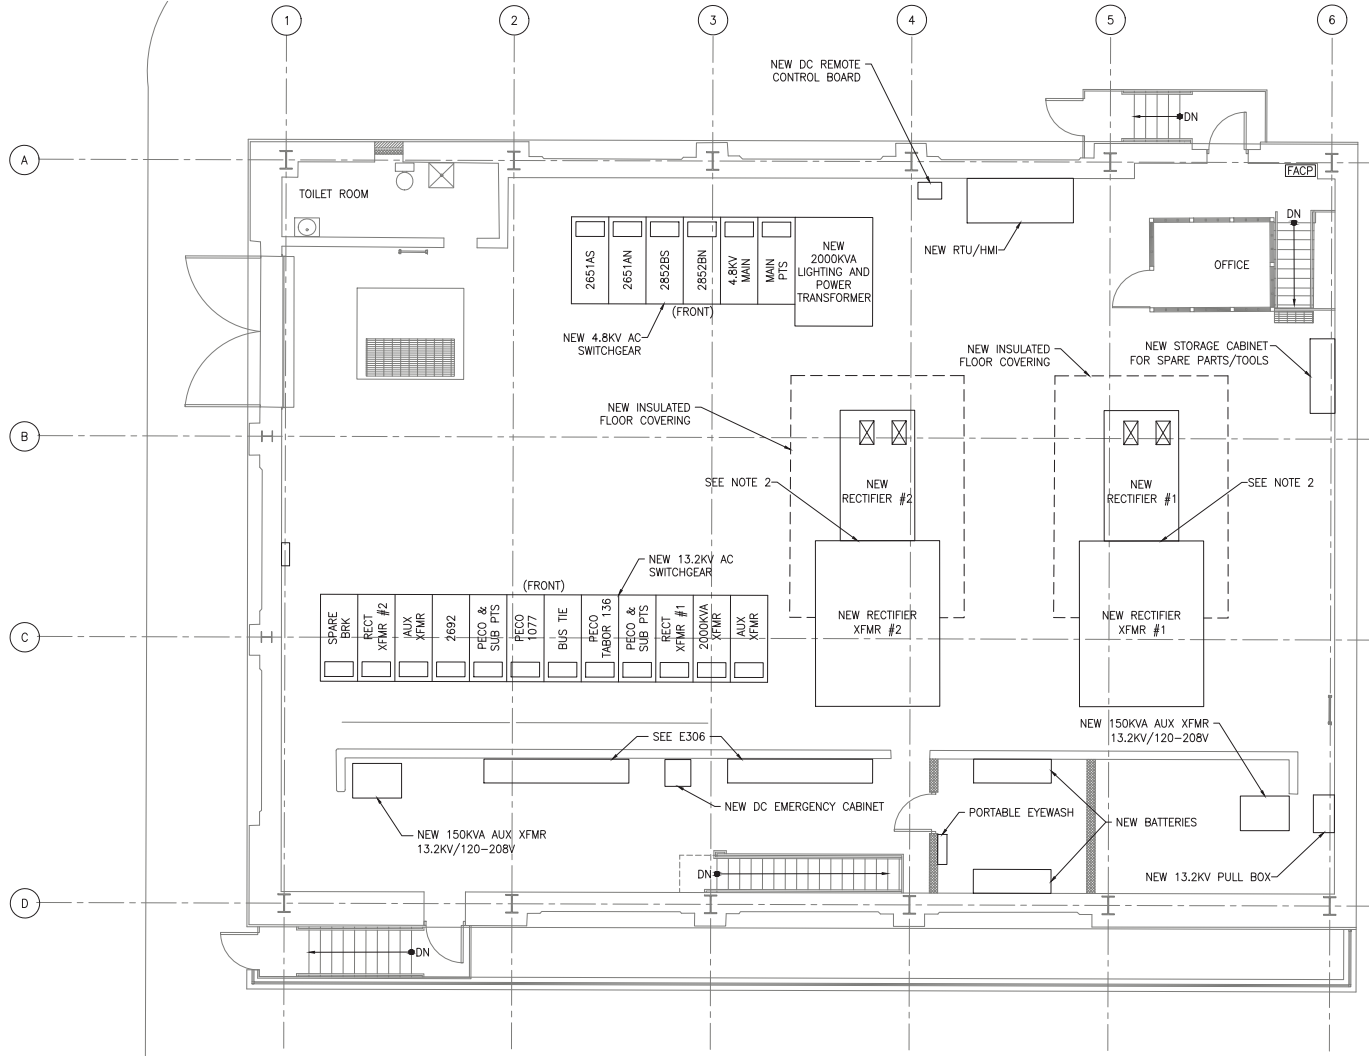 1
2
3
4
5
6
NEW DC REMOTE
CONTROL BOARD
DN
A
FACP
TOILET ROOM
DN
2651AS
2651AN
2852BS
2852BN
4.8KV
MAIN
MAIN
PTS
NEW
2000KVA
LIGHTING AND
POWER
TRANSFORMER
NEW RTU/HMI
OFFICE
(FRONT)
NEW 4.8KV AC
SWITCHGEAR
NEW INSULATED
FLOOR COVERING
NEW STORAGE CABINET
FOR SPARE PARTS/TOOLS
NEW INSULATED
FLOOR COVERING
B
SEE NOTE 2
NEW
RECTIFIER #2
NEW
RECTIFIER #1
SEE NOTE 2
NEW 13.2KV AC
SWITCHGEAR
(FRONT)
C
SPARE
BRK
RECT
XFMR #2
AUX
XFMR
2692
PECO &
SUB PTS
PECO
1077
BUS TIE
PECO
TABOR 136
PECO &
SUB PTS
RECT
XFMR #1
2000KVA
XFMR
AUX
XFMR
NEW RECTIFIER
XFMR #2
NEW RECTIFIER
XFMR #1
SEE E306
NEW 150KVA AUX XFMR
13.2KV/120-208V
NEW DC EMERGENCY CABINET
PORTABLE EYEWASH
NEW BATTERIES
NEW 150KVA AUX XFMR
13.2KV/120-208V
DN
NEW 13.2KV PULL BOX
D
DN